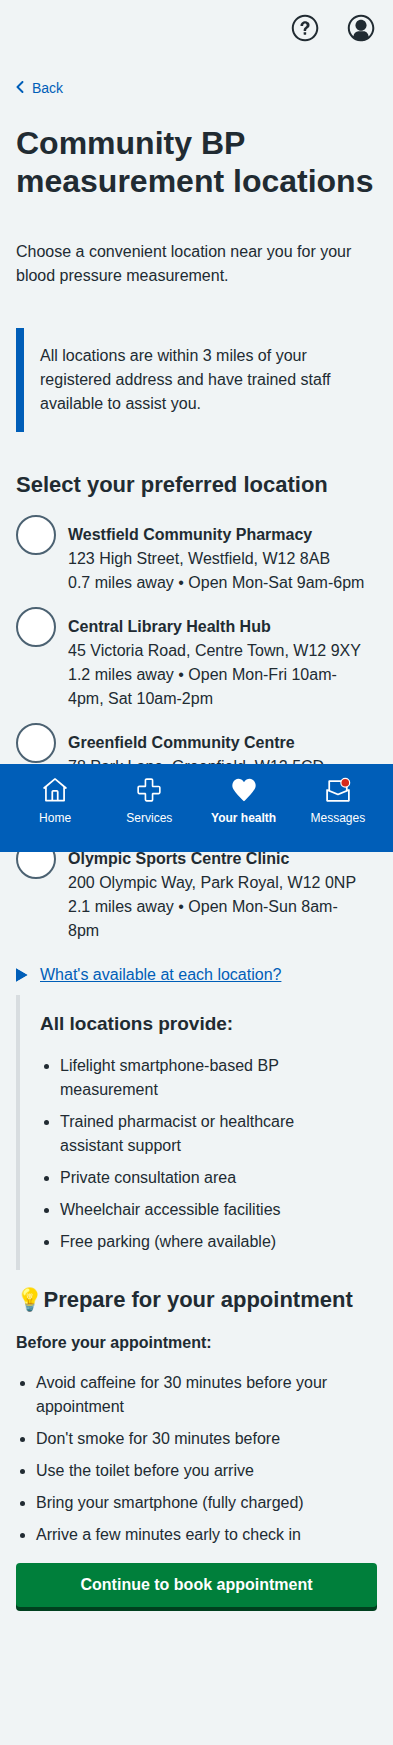 Back
Community BP
measurement locations
Choose a convenient location near you for your
blood pressure measurement.
All locations are within 3 miles of your
registered address and have trained staff
available to assist you.
Select your preferred location
Westfield Community Pharmacy
123 High Street, Westfield, W12 8AB
0.7 miles away • Open Mon-Sat 9am-6pm
Central Library Health Hub
45 Victoria Road, Centre Town, W12 9XY
1.2 miles away • Open Mon-Fri 10am-
4pm, Sat 10am-2pm
Greenfield Community Centre
Home Services Your health Messages
Olympic Sports Centre Clinic
200 Olympic Way, Park Royal, W12 0NP
2.1 miles away • Open Mon-Sun 8am-
8pm
What's available at each location?
All locations provide:
• Lifelight smartphone-based BP
measurement
• Trained pharmacist or healthcare
assistant support
• Private consultation area
• Wheelchair accessible facilities
• Free parking (where available)
💡Prepare for your appointment
Before your appointment:
• Avoid caffeine for 30 minutes before your
appointment
• Don't smoke for 30 minutes before
• Use the toilet before you arrive
• Bring your smartphone (fully charged)
• Arrive a few minutes early to check in
Continue to book appointment